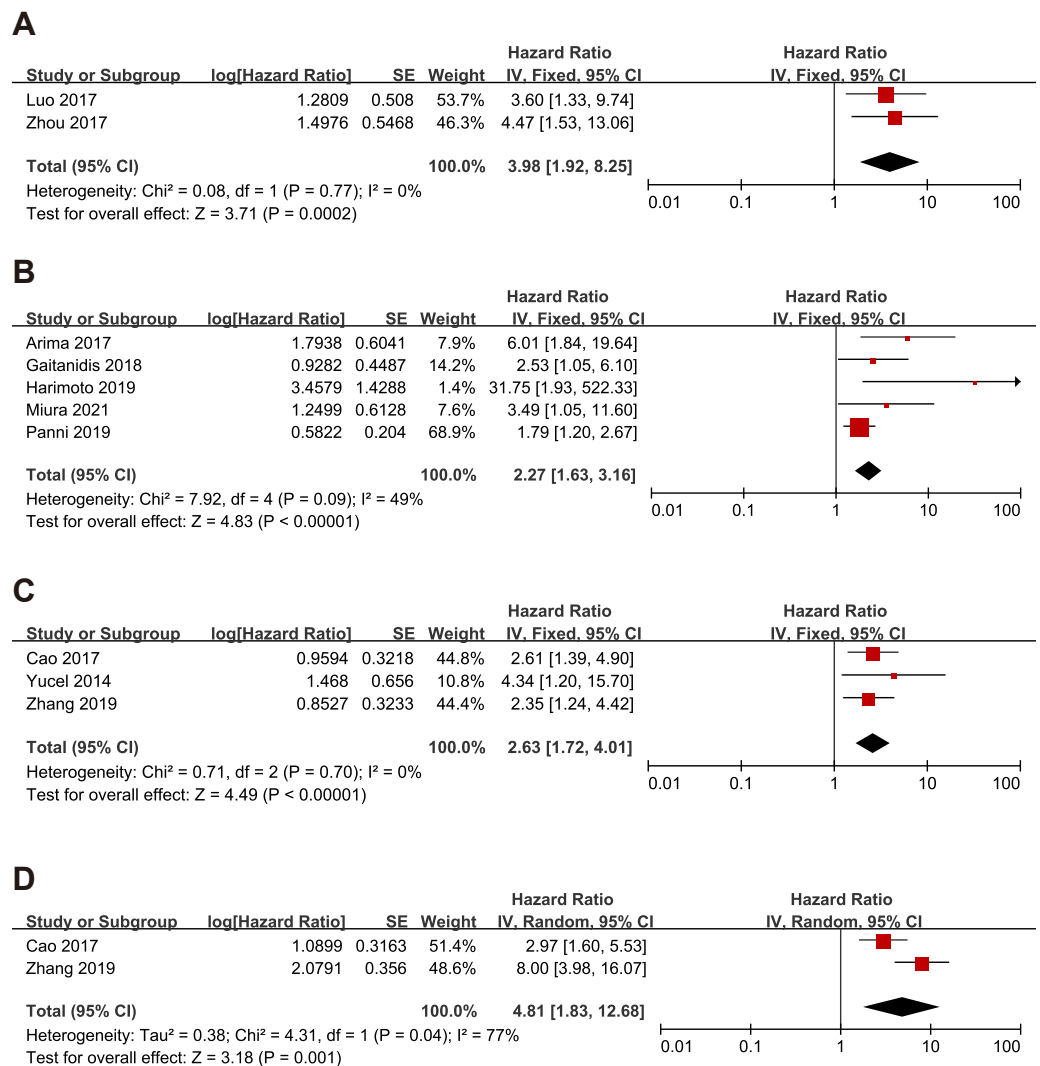 A
Hazard Ratio Hazard Ratio
Study or Subgroup log[Hazard Ratio] SE Weight IV, Fixed, 95% CI IV, Fixed, 95% CI
Luo 2017 1.2809 0.508 53.7% 3.60 [1.33, 9.74]
Zhou 2017 1.4976 0.5468 46.3% 4.47 [1.53, 13.06]
Total (95% CI) 100.0% 3.98 [1.92, 8.25]
Heterogeneity: Chi² = 0.08, df = 1 (P = 0.77); I² = 0%
Test for overall effect: Z = 3.71 (P = 0.0002)
0.01 0.1 1 10 100
B
Hazard Ratio Hazard Ratio
Study or Subgroup log[Hazard Ratio] SE Weight IV, Fixed, 95% CI IV, Fixed, 95% CI
Arima 2017 1.7938 0.6041 7.9% 6.01 [1.84, 19.64]
Gaitanidis 2018 0.9282 0.4487 14.2% 2.53 [1.05, 6.10]
Harimoto 2019 3.4579 1.4288 1.4% 31.75 [1.93, 522.33]
Miura 2021 1.2499 0.6128 7.6% 3.49 [1.05, 11.60]
Panni 2019 0.5822 0.204 68.9% 1.79 [1.20, 2.67]
Total (95% CI) 100.0% 2.27 [1.63, 3.16]
Heterogeneity: Chi² = 7.92, df = 4 (P = 0.09); I² = 49%
Test for overall effect: Z = 4.83 (P < 0.00001)
0.01 0.1 1 10 100
C
Hazard Ratio Hazard Ratio
Study or Subgroup log[Hazard Ratio] SE Weight IV, Fixed, 95% CI IV, Fixed, 95% CI
Cao 2017 0.9594 0.3218 44.8% 2.61 [1.39, 4.90]
Yucel 2014 1.468 0.656 10.8% 4.34 [1.20, 15.70]
Zhang 2019 0.8527 0.3233 44.4% 2.35 [1.24, 4.42]
Total (95% CI) 100.0% 2.63 [1.72, 4.01]
Heterogeneity: Chi² = 0.71, df = 2 (P = 0.70); I² = 0%
Test for overall effect: Z = 4.49 (P < 0.00001)
0.01 0.1 1 10 100
D
Hazard Ratio Hazard Ratio
Study or Subgroup log[Hazard Ratio] SE Weight IV, Random, 95% CI IV, Random, 95% CI
Cao 2017 1.0899 0.3163 51.4% 2.97 [1.60, 5.53]
Zhang 2019 2.0791 0.356 48.6% 8.00 [3.98, 16.07]
Total (95% CI) 100.0% 4.81 [1.83, 12.68]
Heterogeneity: Tau² = 0.38; Chi² = 4.31, df = 1 (P = 0.04); I² = 77%
Test for overall effect: Z = 3.18 (P = 0.001)
0.01 0.1 1 10 100